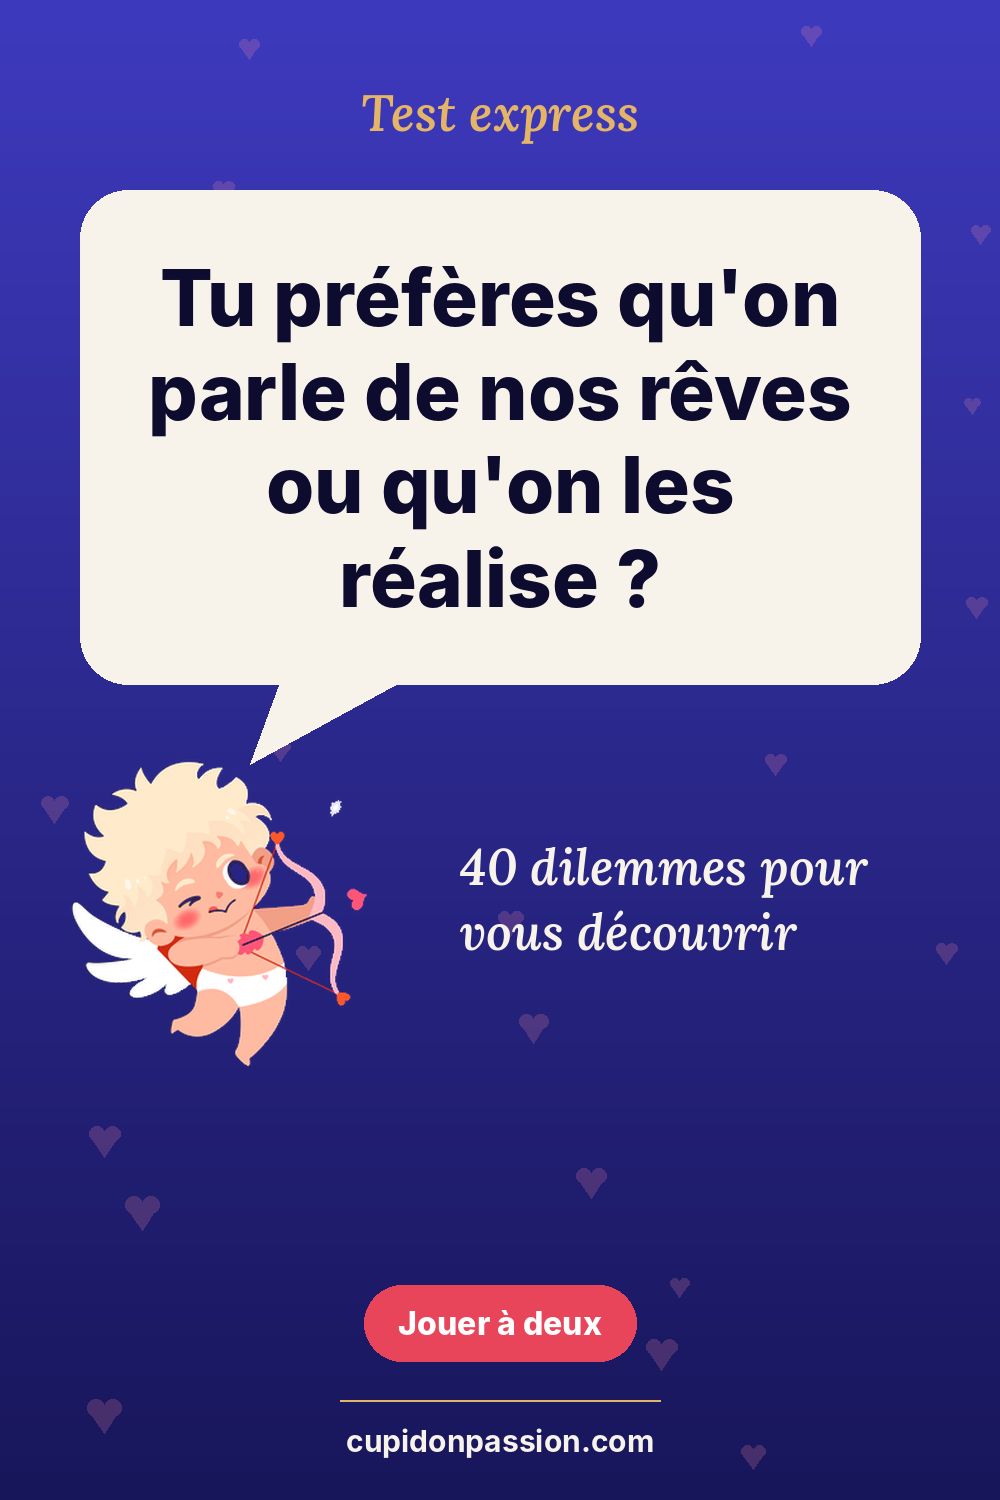 Test express
Tu préfères qu'on
parle de nos rêves
ou qu'on les
réalise ?
40 dilemmes pour
vous découvrir
Jouer à deux
cupidonpassion.com